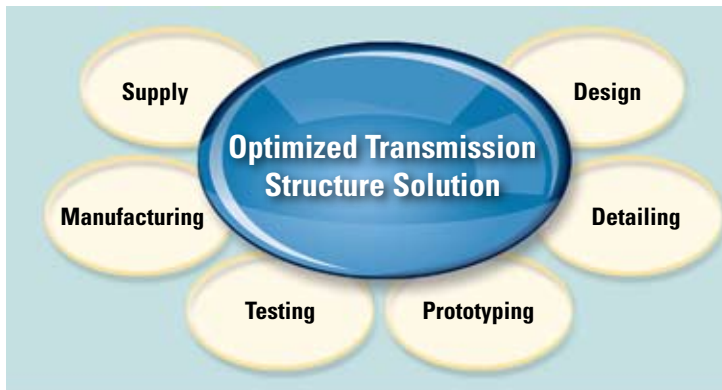 Supply
Design
Optimized Transmission
Structure Solution
Manufacturing
Detailing
Testing
Prototyping